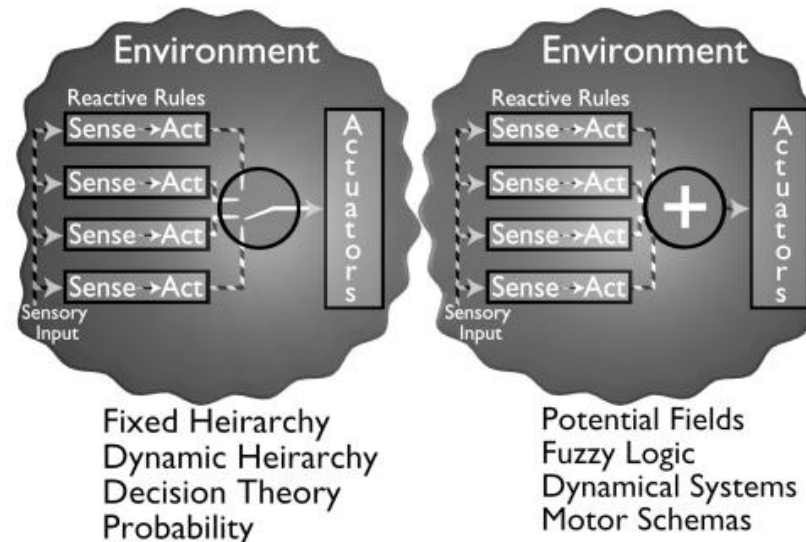 Environment
Reactive Rules
Sense Act
Sense Act
Sense Act
Sense Act
Sensory
Input
Actuators
Fixed Heirarchy
Dynamic Heirarchy
Decision Theory
Probability
Environment
Reactive Rules
Sense Act
Sense Act
Sense Act
Sense Act
Sensory
Input
+
Actuators
Potential Fields
Fuzzy Logic
Dynamical Systems
Motor Schemas